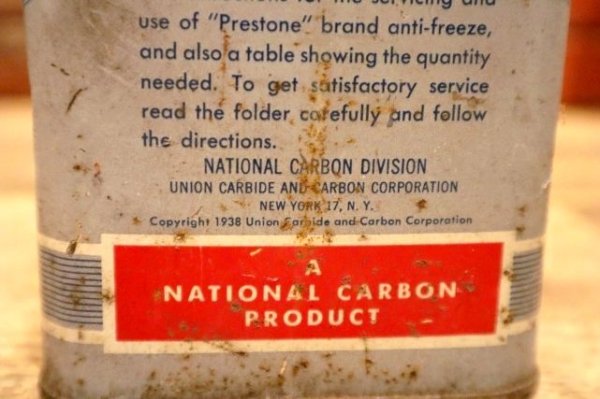 servicing and
use of "Prestone" brand anti-freeze,
and also a table showing the quantity
needed. To get satisfactory service
read the folder carefully and follow
the directions.
NATIONAL CARBON DIVISION
UNION CARBIDE AND CARBON CORPORATION
NEW YORK 17, N. Y.
Copyright 1938 Union Carbide and Carbon Corporation
A
NATIONAL CARBON
PRODUCT